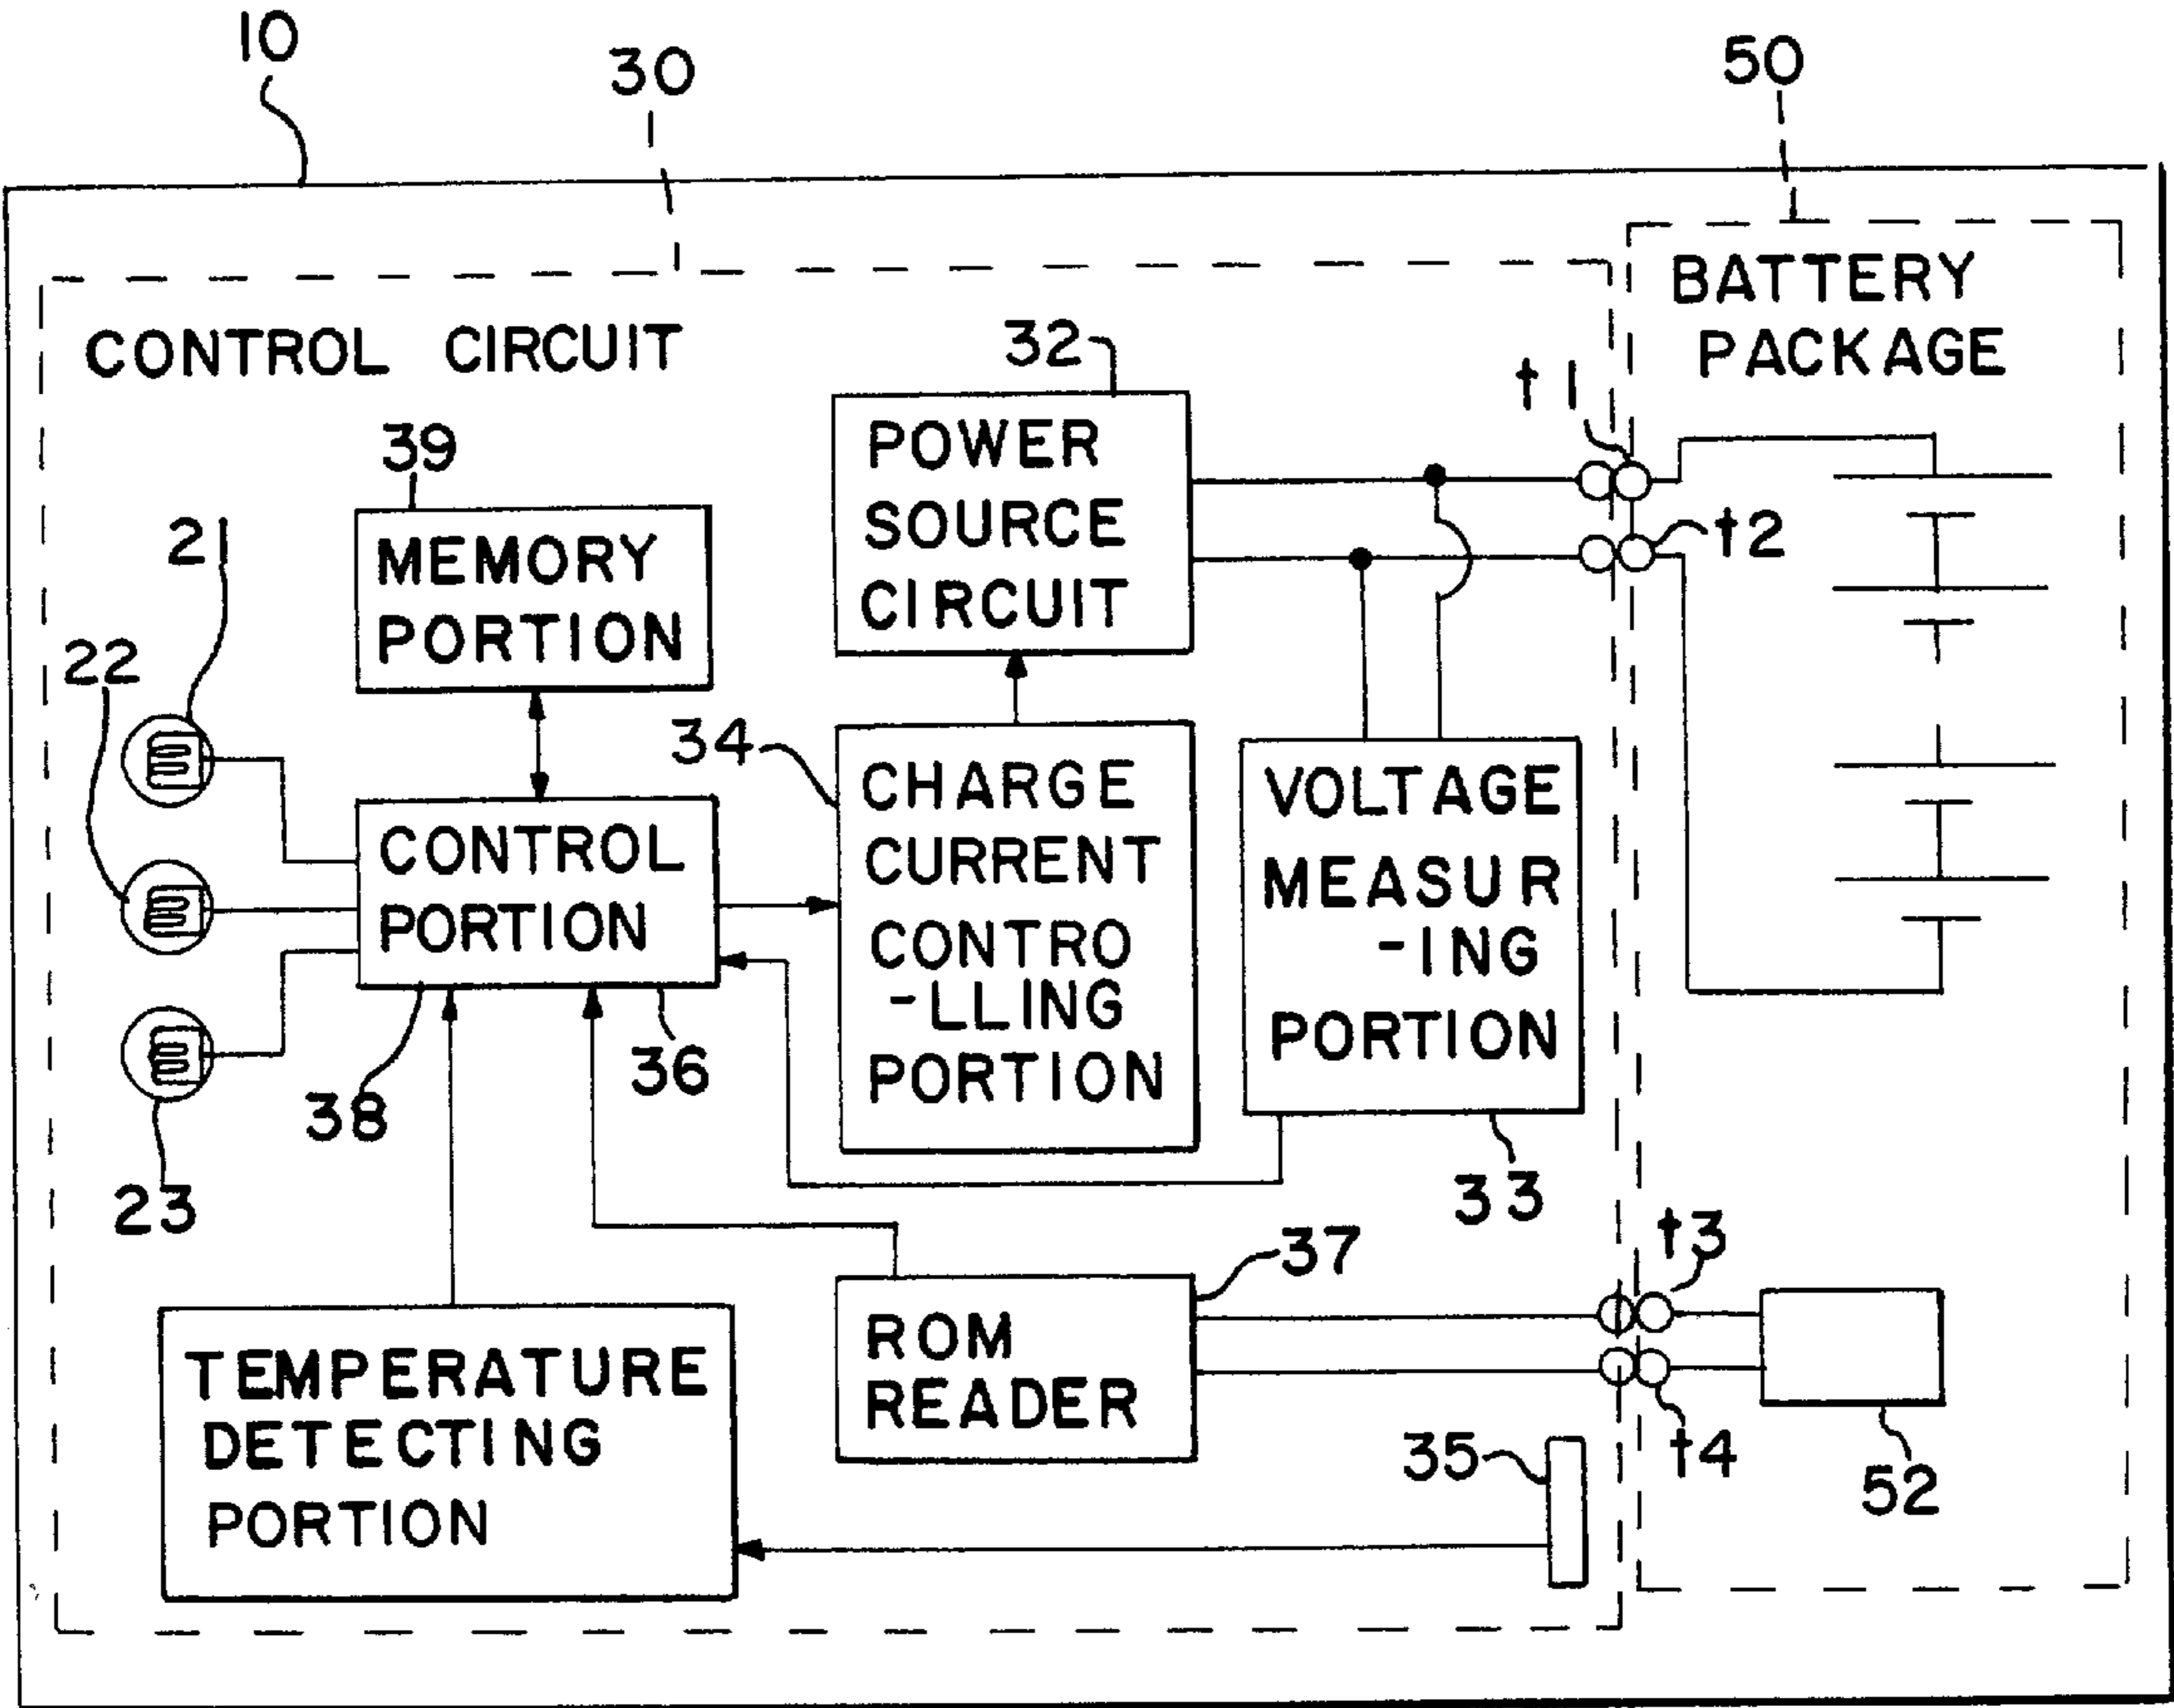 10
30
50
CONTROL CIRCUIT
BATTERY
PACKAGE
32
t1
POWER
SOURCE
CIRCUIT
t2
39
MEMORY
PORTION
21
22
23
34
CHARGE
CURRENT
CONTRO
-LLING
PORTION
VOLTAGE
MEASUR
-ING
PORTION
33
CONTROL
PORTION
38
36
37
t3
ROM
READER
t4
52
35
TEMPERATURE
DETECTING
PORTION